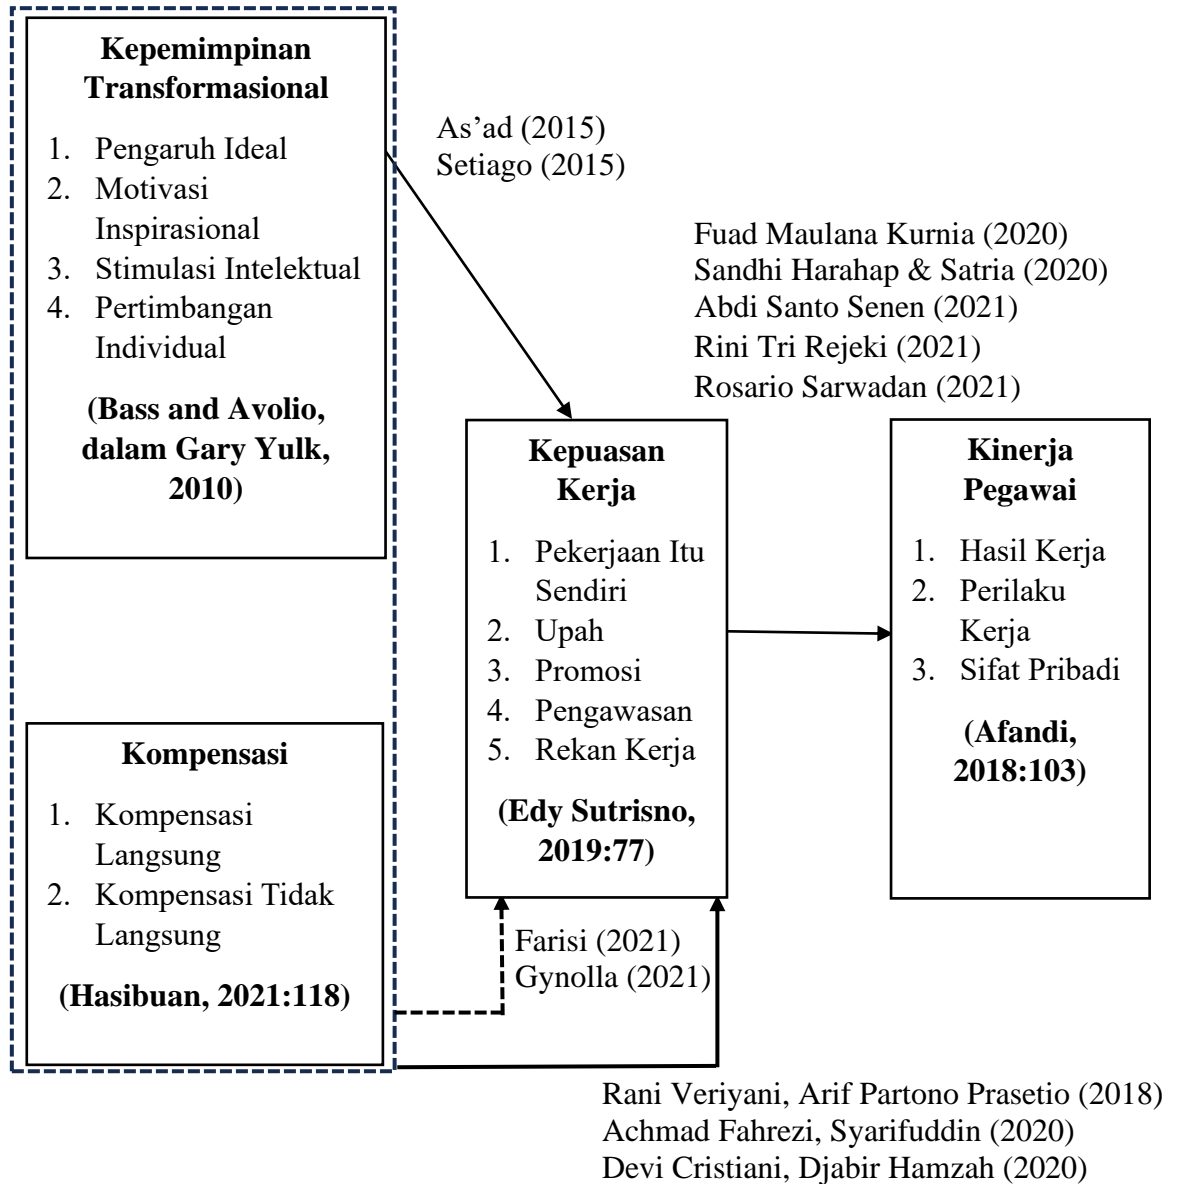 Kepemimpinan
Transformasional
1. Pengaruh Ideal
2. Motivasi
Inspirasional
3. Stimulasi Intelektual
4. Pertimbangan
Individual
(Bass and Avolio,
dalam Gary Yulk,
2010)
As’ad (2015)
Setiago (2015)
Fuad Maulana Kurnia (2020)
Sandhi Harahap & Satria (2020)
Abdi Santo Senen (2021)
Rini Tri Rejeki (2021)
Rosario Sarwadan (2021)
Kepuasan
Kerja
1. Pekerjaan Itu
Sendiri
2. Upah
3. Promosi
4. Pengawasan
5. Rekan Kerja
(Edy Sutrisno,
2019:77)
Kinerja
Pegawai
1. Hasil Kerja
2. Perilaku
Kerja
3. Sifat Pribadi
(Afandi,
2018:103)
Kompensasi
1. Kompensasi
Langsung
2. Kompensasi Tidak
Langsung
(Hasibuan, 2021:118)
Farisi (2021)
Gynolla (2021)
Rani Veriyani, Arif Partono Prasetio (2018)
Achmad Fahrezi, Syarifuddin (2020)
Devi Cristiani, Djabir Hamzah (2020)